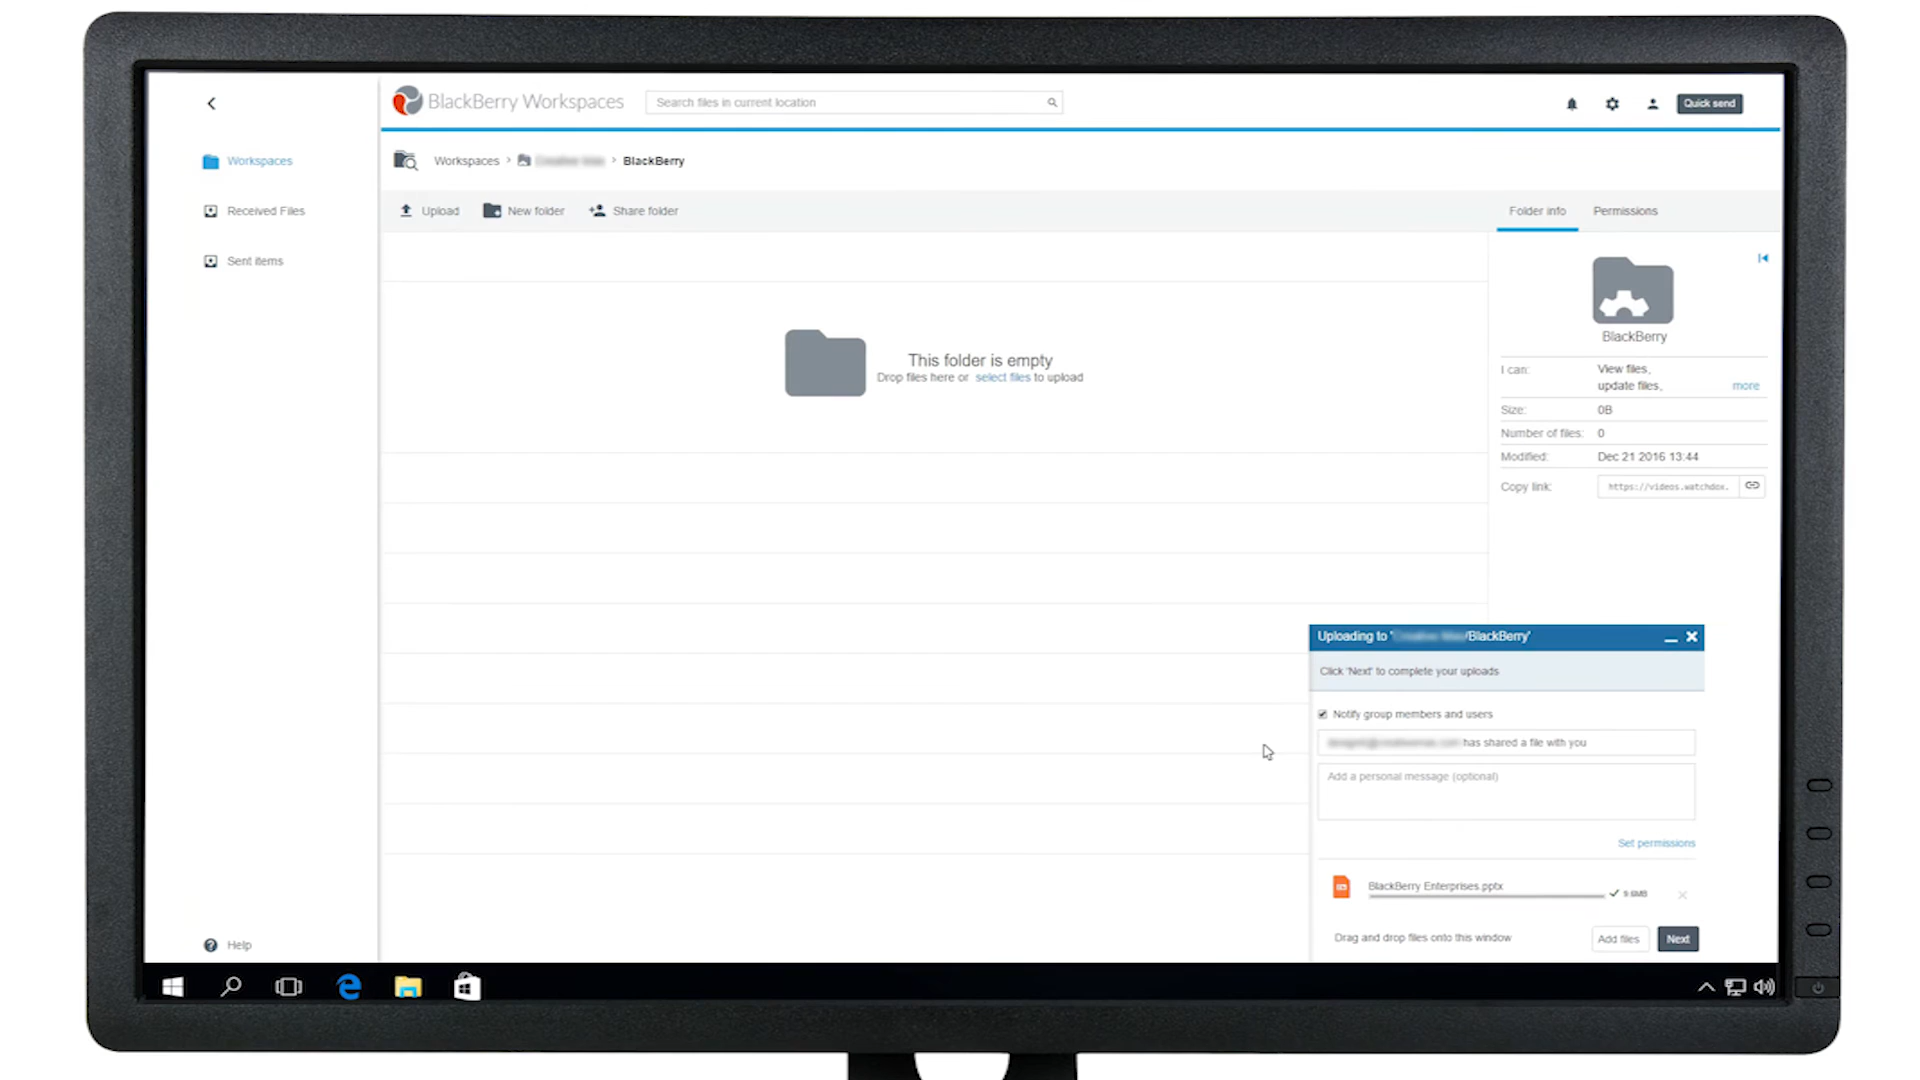 BlackBerry Workspaces
Search files in current location
Quick send
Workspaces
Received Files
Sent items
Help
Workspaces > > BlackBerry
Upload
New folder
Share folder
Folder info
Permissions
This folder is empty
Drop files here or select files to upload
BlackBerry
I can: View files,
update files, more
Size: 0B
Number of files: 0
Modified: Dec 21 2016 13:44
Copy link: https://videos.watchdox.
Uploading to ' /BlackBerry'
Click 'Next' to complete your uploads
Notify group members and users
has shared a file with you
Add a personal message (optional)
Set permissions
BlackBerry Enterprises.pptx
Drag and drop files onto this window
Add files
Next